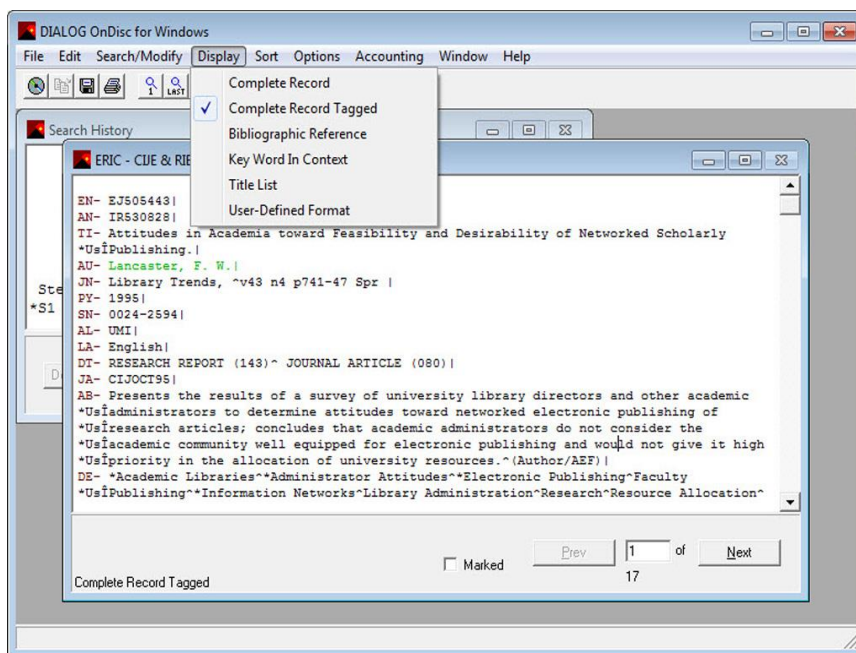 DIALOG OnDisc for Windows
File Edit Search/Modify Display Sort Options Accounting Window Help
1 LAST
Complete Record
Complete Record Tagged
Bibliographic Reference
Key Word In Context
Title List
User-Defined Format
Search History
ERIC - CIJE & RIE
EN- EJ505443|
AN- IR530828|
TI- Attitudes in Academia toward Feasibility and Desirability of Networked Scholarly
*UsÎPublishing.|
AU- Lancaster, F. W.|
JN- Library Trends, ^v43 n4 p741-47 Spr |
PY- 1995|
SN- 0024-2594|
AL- UMI|
LA- English|
DT- RESEARCH REPORT (143)^ JOURNAL ARTICLE (080)|
JA- CIJOCT95|
AB- Presents the results of a survey of university library directors and other academic
*UsÎadministrators to determine attitudes toward networked electronic publishing of
*UsÎresearch articles; concludes that academic administrators do not consider the
*UsÎacademic community well equipped for electronic publishing and would not give it high
*UsÎpriority in the allocation of university resources.^(Author/AEF)|
DE- *Academic Libraries^*Administrator Attitudes^*Electronic Publishing^Faculty
*UsÎPublishing^*Information Networks^Library Administration^Research^Resource Allocation^
Ste
*S1
D
Marked
Prev 1 of Next
17
Complete Record Tagged